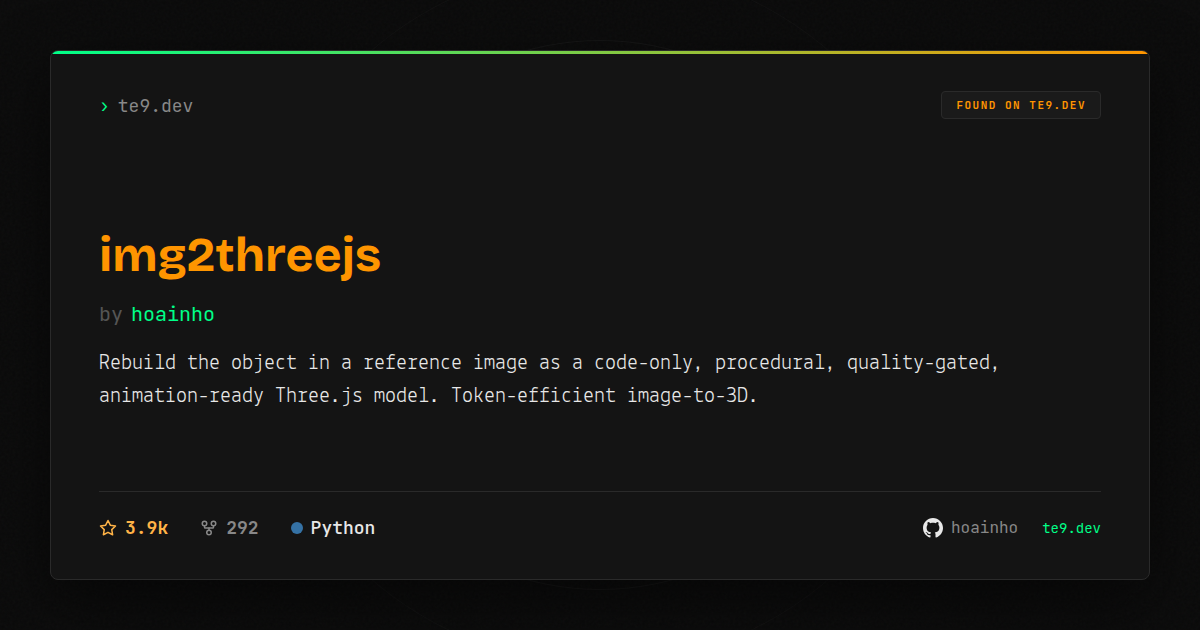 › te9.dev
FOUND ON TE9.DEV
img2threejs
by hoainho
Rebuild the object in a reference image as a code-only, procedural, quality-gated,
animation-ready Three.js model. Token-efficient image-to-3D.
3.9k 292 Python
hoainho te9.dev